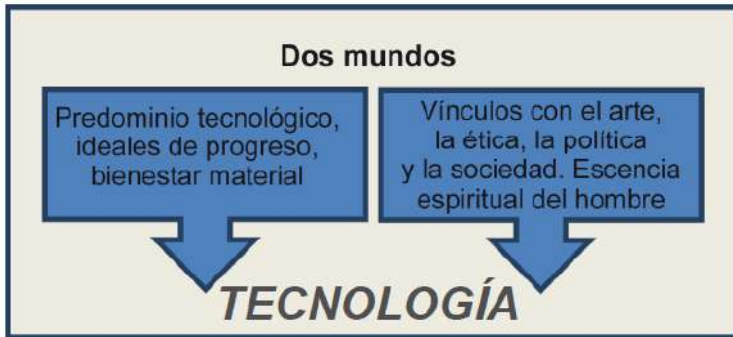 Dos mundos
Predominio tecnológico,
ideales de progreso,
bienestar material
Vínculos con el arte,
la ética, la política
y la sociedad. Escencia
espiritual del hombre
TECNOLOGÍA